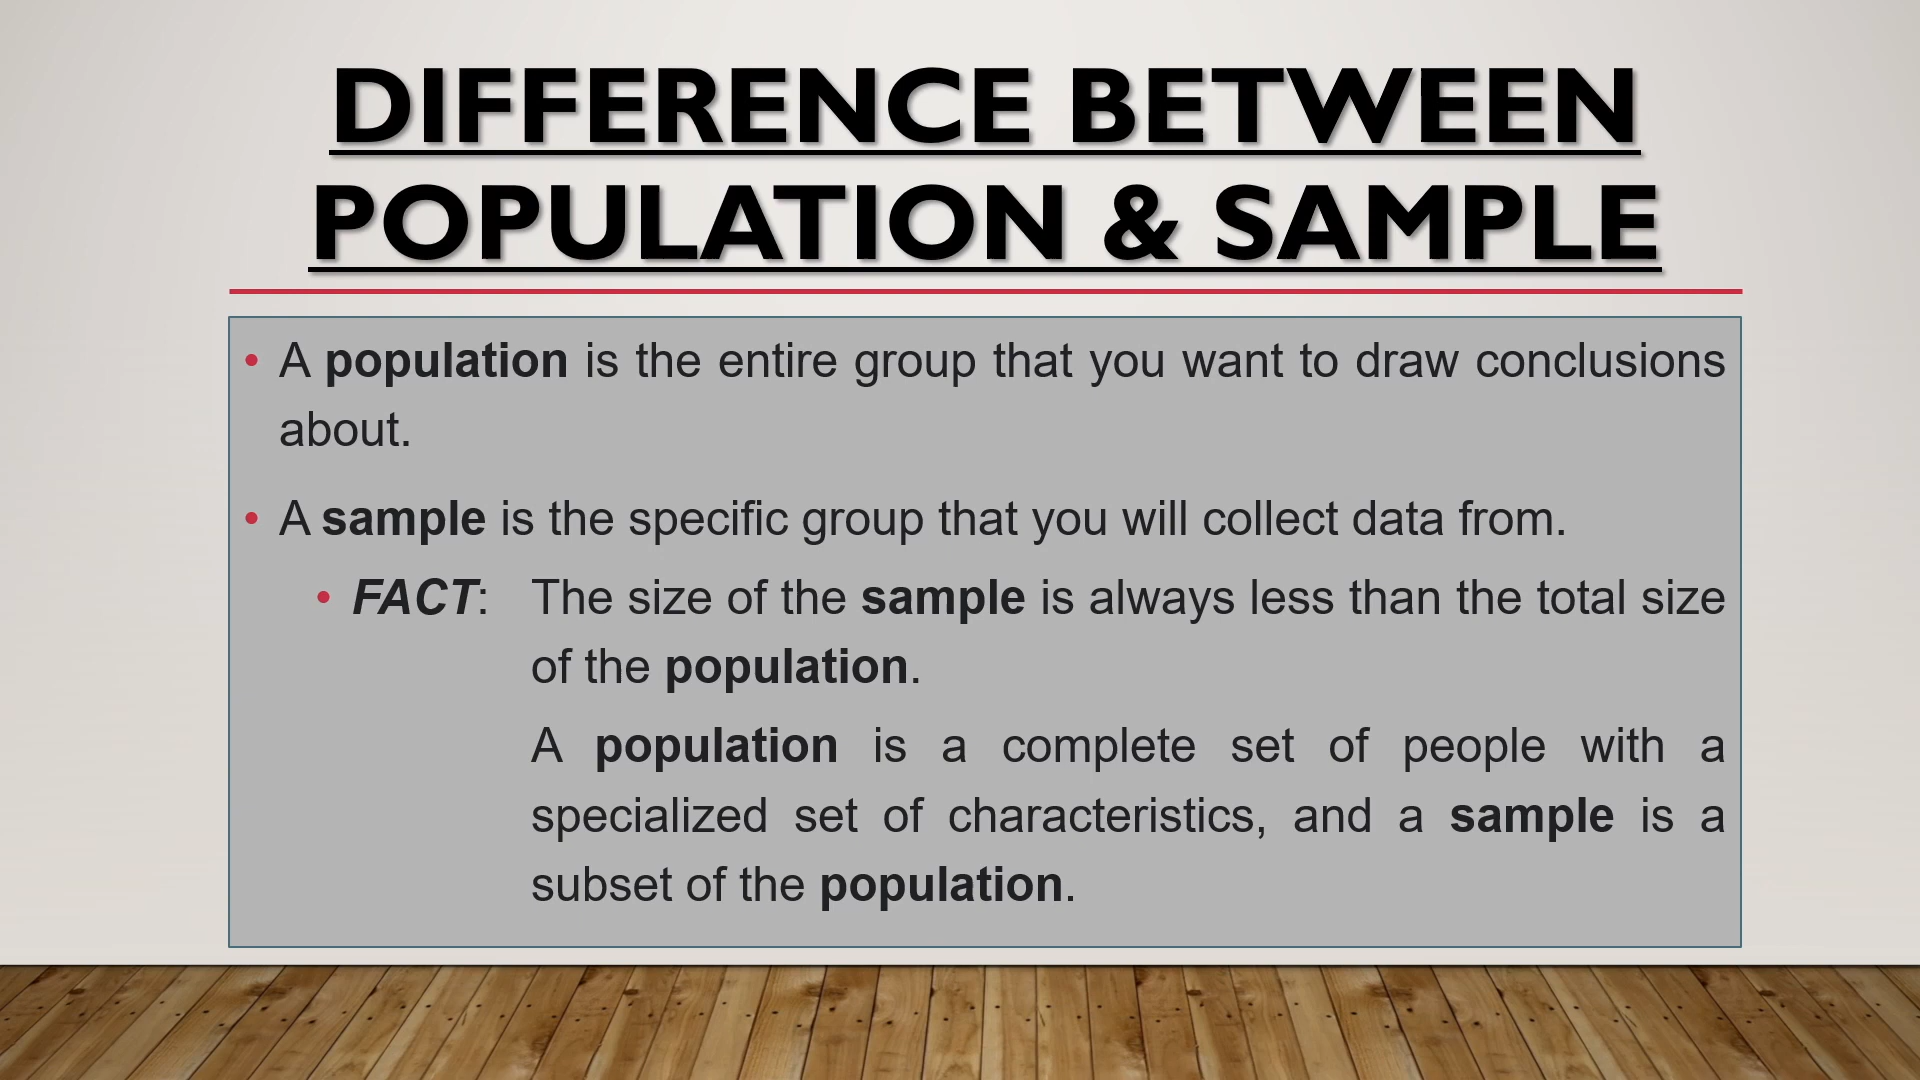 DIFFERENCE BETWEEN
POPULATION & SAMPLE
• A population is the entire group that you want to draw conclusions
about.
• A sample is the specific group that you will collect data from.
• FACT: The size of the sample is always less than the total size
of the population.
A population is a complete set of people with a
specialized set of characteristics, and a sample is a
subset of the population.